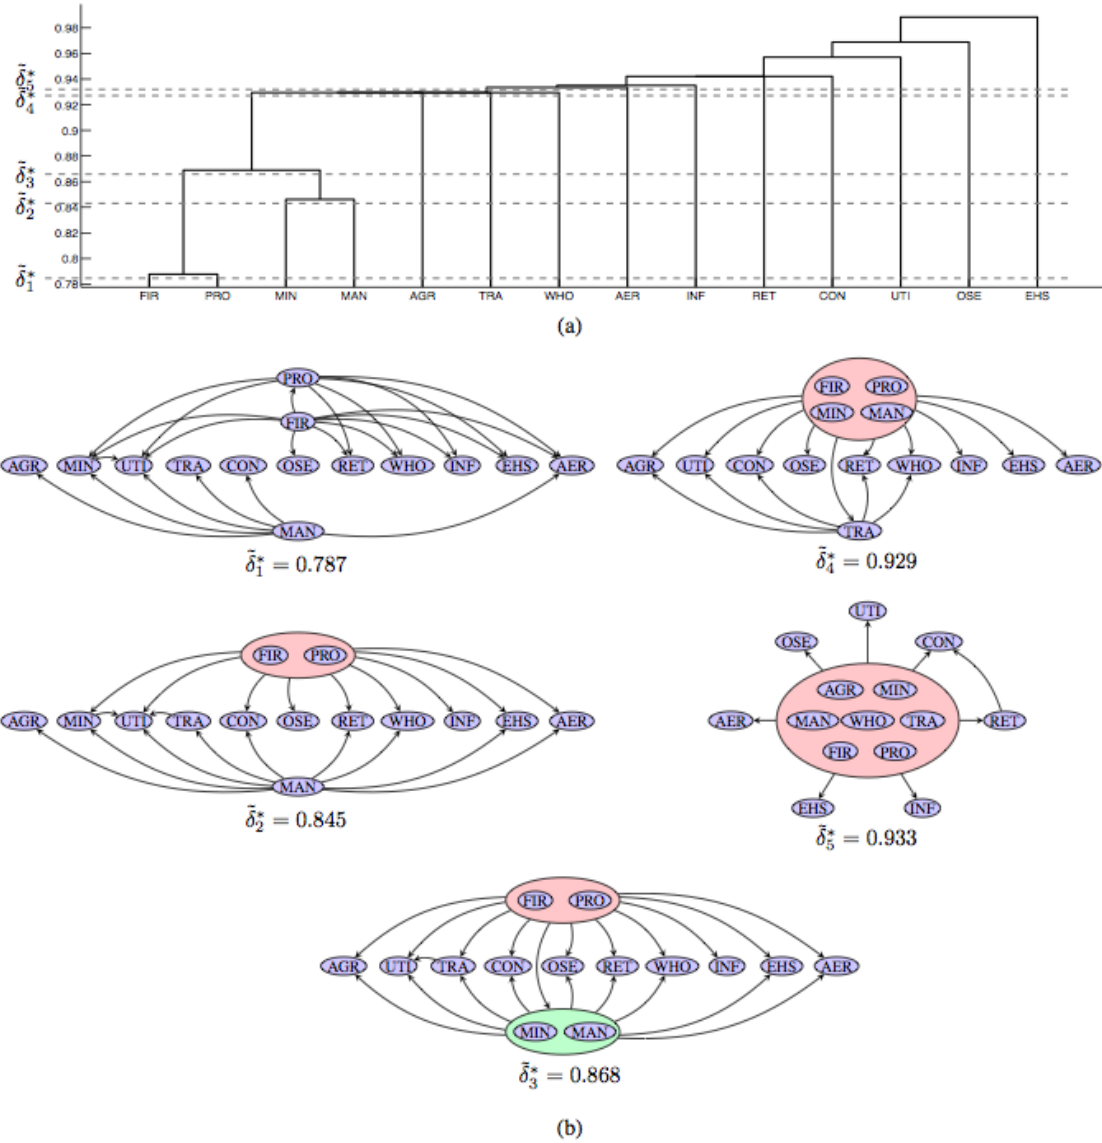 0.98
0.96
δ̃*₅ 0.94
δ̃*₄ 0.92
0.9
0.88
δ̃*₃ 0.86
δ̃*₂ 0.84
0.82
0.8
δ̃*₁ 0.78
FIR PRO MIN MAN AGR TRA WHO AER INF RET CON UTI OSE EHS
(a)
PRO
FIR
AGR MIN UTI TRA CON OSE RET WHO INF EHS AER
MAN
δ̃*₁ = 0.787
FIR PRO
MIN MAN
AGR UTI CON OSE RET WHO INF EHS AER
TRA
δ̃*₄ = 0.929
FIR PRO
AGR MIN UTI TRA CON OSE RET WHO INF EHS AER
MAN
δ̃*₂ = 0.845
UTI
OSE CON
AGR MIN
AER MAN WHO TRA RET
FIR PRO
EHS INF
δ̃*₅ = 0.933
FIR PRO
AGR UTI TRA CON OSE RET WHO INF EHS AER
MIN MAN
δ̃*₃ = 0.868
(b)